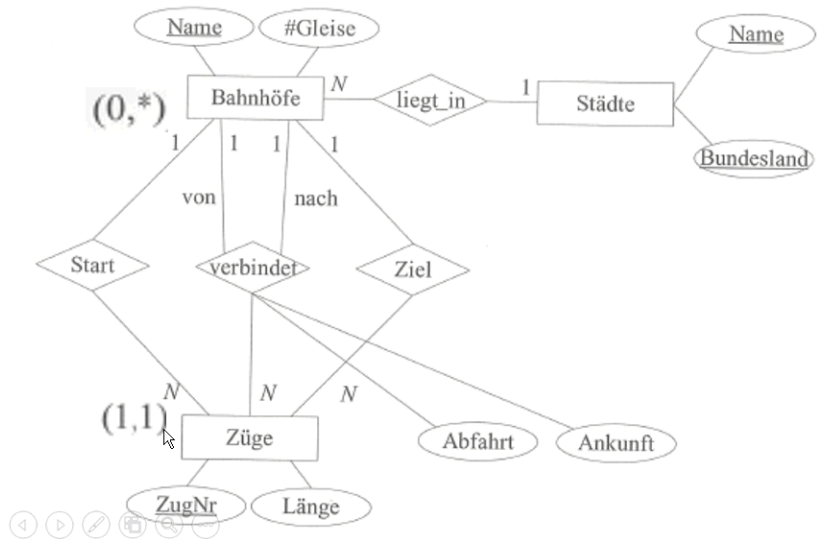 Name
#Gleise
Name
Bahnhöfe
N
liegt_in
1
Städte
(0,*)
Bundesland
1
1
1
1
von
nach
Start
verbindet
Ziel
N
N
N
(1,1)
Züge
Abfahrt
Ankunft
ZugNr
Länge